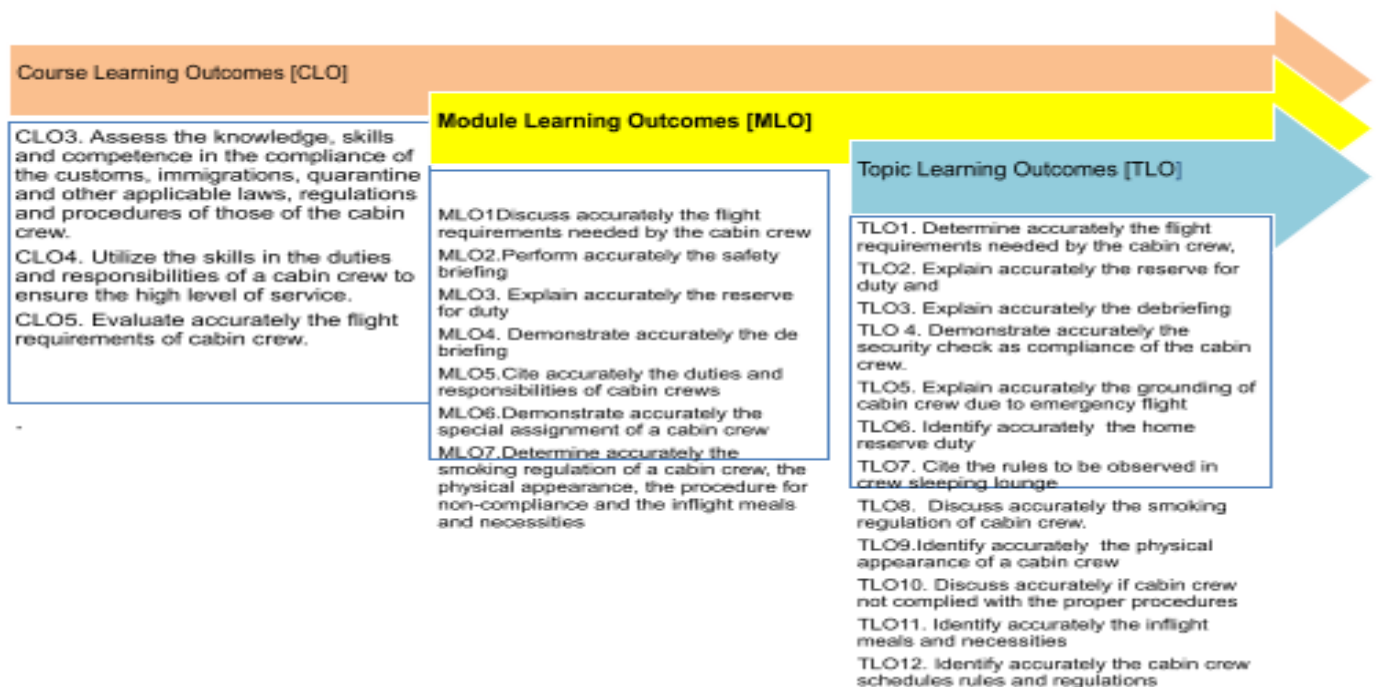 Course Learning Outcomes [CLO]
CLO3. Assess the knowledge, skills
and competence in the compliance of
the customs, immigrations, quarantine
and other applicable laws, regulations
and procedures of those of the cabin
crew.
CLO4. Utilize the skills in the duties
and responsibilities of a cabin crew to
ensure the high level of service.
CLO5. Evaluate accurately the flight
requirements of cabin crew.
-
Module Learning Outcomes [MLO]
MLO1Discuss accurately the flight
requirements needed by the cabin crew
MLO2.Perform accurately the safety
briefing
MLO3. Explain accurately the reserve
for duty
MLO4. Demonstrate accurately the de
briefing
MLO5.Cite accurately the duties and
responsibilities of cabin crews
MLO6.Demonstrate accurately the
special assignment of a cabin crew
MLO7.Determine accurately the
smoking regulation of a cabin crew, the
physical appearance, the procedure for
non-compliance and the inflight meals
and necessities
Topic Learning Outcomes [TLO]
TLO1. Determine accurately the flight
requirements needed by the cabin crew,
TLO2. Explain accurately the reserve for
duty and
TLO3. Explain accurately the debriefing
TLO 4. Demonstrate accurately the
security check as compliance of the cabin
crew.
TLO5. Explain accurately the grounding of
cabin crew due to emergency flight
TLO6. Identify accurately the home
reserve duty
TLO7. Cite the rules to be observed in
crew sleeping lounge
TLO8. Discuss accurately the smoking
regulation of cabin crew.
TLO9.Identify accurately the physical
appearance of a cabin crew
TLO10. Discuss accurately if cabin crew
not complied with the proper procedures
TLO11. Identify accurately the inflight
meals and necessities
TLO12. Identify accurately the cabin crew
schedules rules and regulations